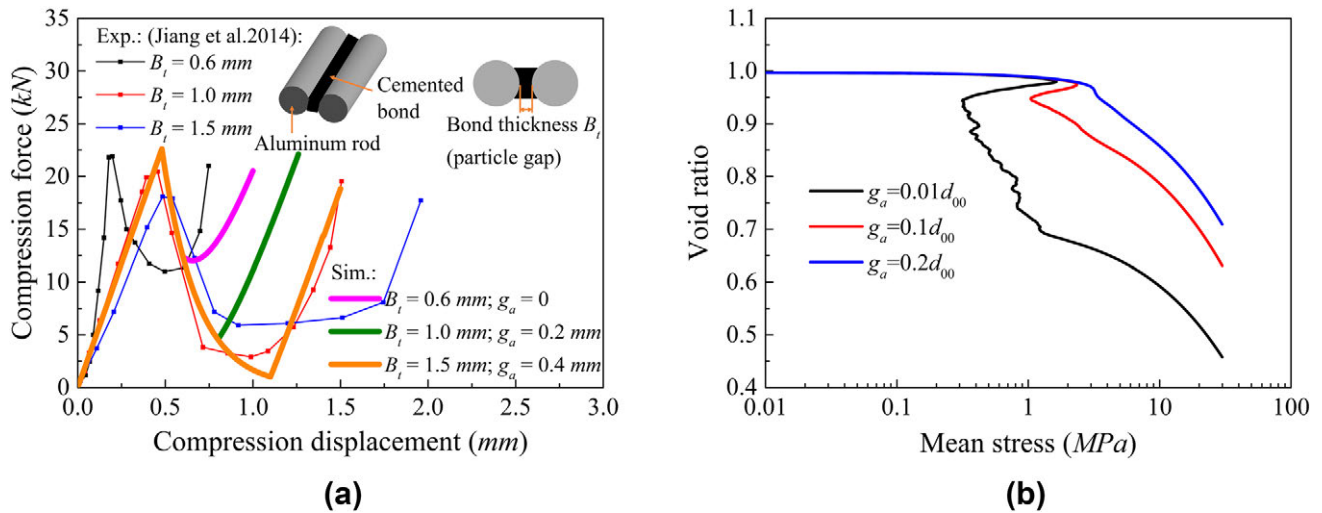 35
30
25
20
15
10
5
0
Compression force (kN)
Exp.: (Jiang et al.2014):
B_t = 0.6 mm
B_t = 1.0 mm
B_t = 1.5 mm
Cemented
bond
Aluminum rod
Bond thickness B_t
(particle gap)
Sim.:
B_t = 0.6 mm; g_a = 0
B_t = 1.0 mm; g_a = 0.2 mm
B_t = 1.5 mm; g_a = 0.4 mm
0.0 0.5 1.0 1.5 2.0 2.5 3.0
Compression displacement (mm)
(a)
1.1
1.0
0.9
0.8
0.7
0.6
0.5
0.4
Void ratio
g_a=0.01d_00
g_a=0.1d_00
g_a=0.2d_00
0.01 0.1 1 10 100
Mean stress (MPa)
(b)